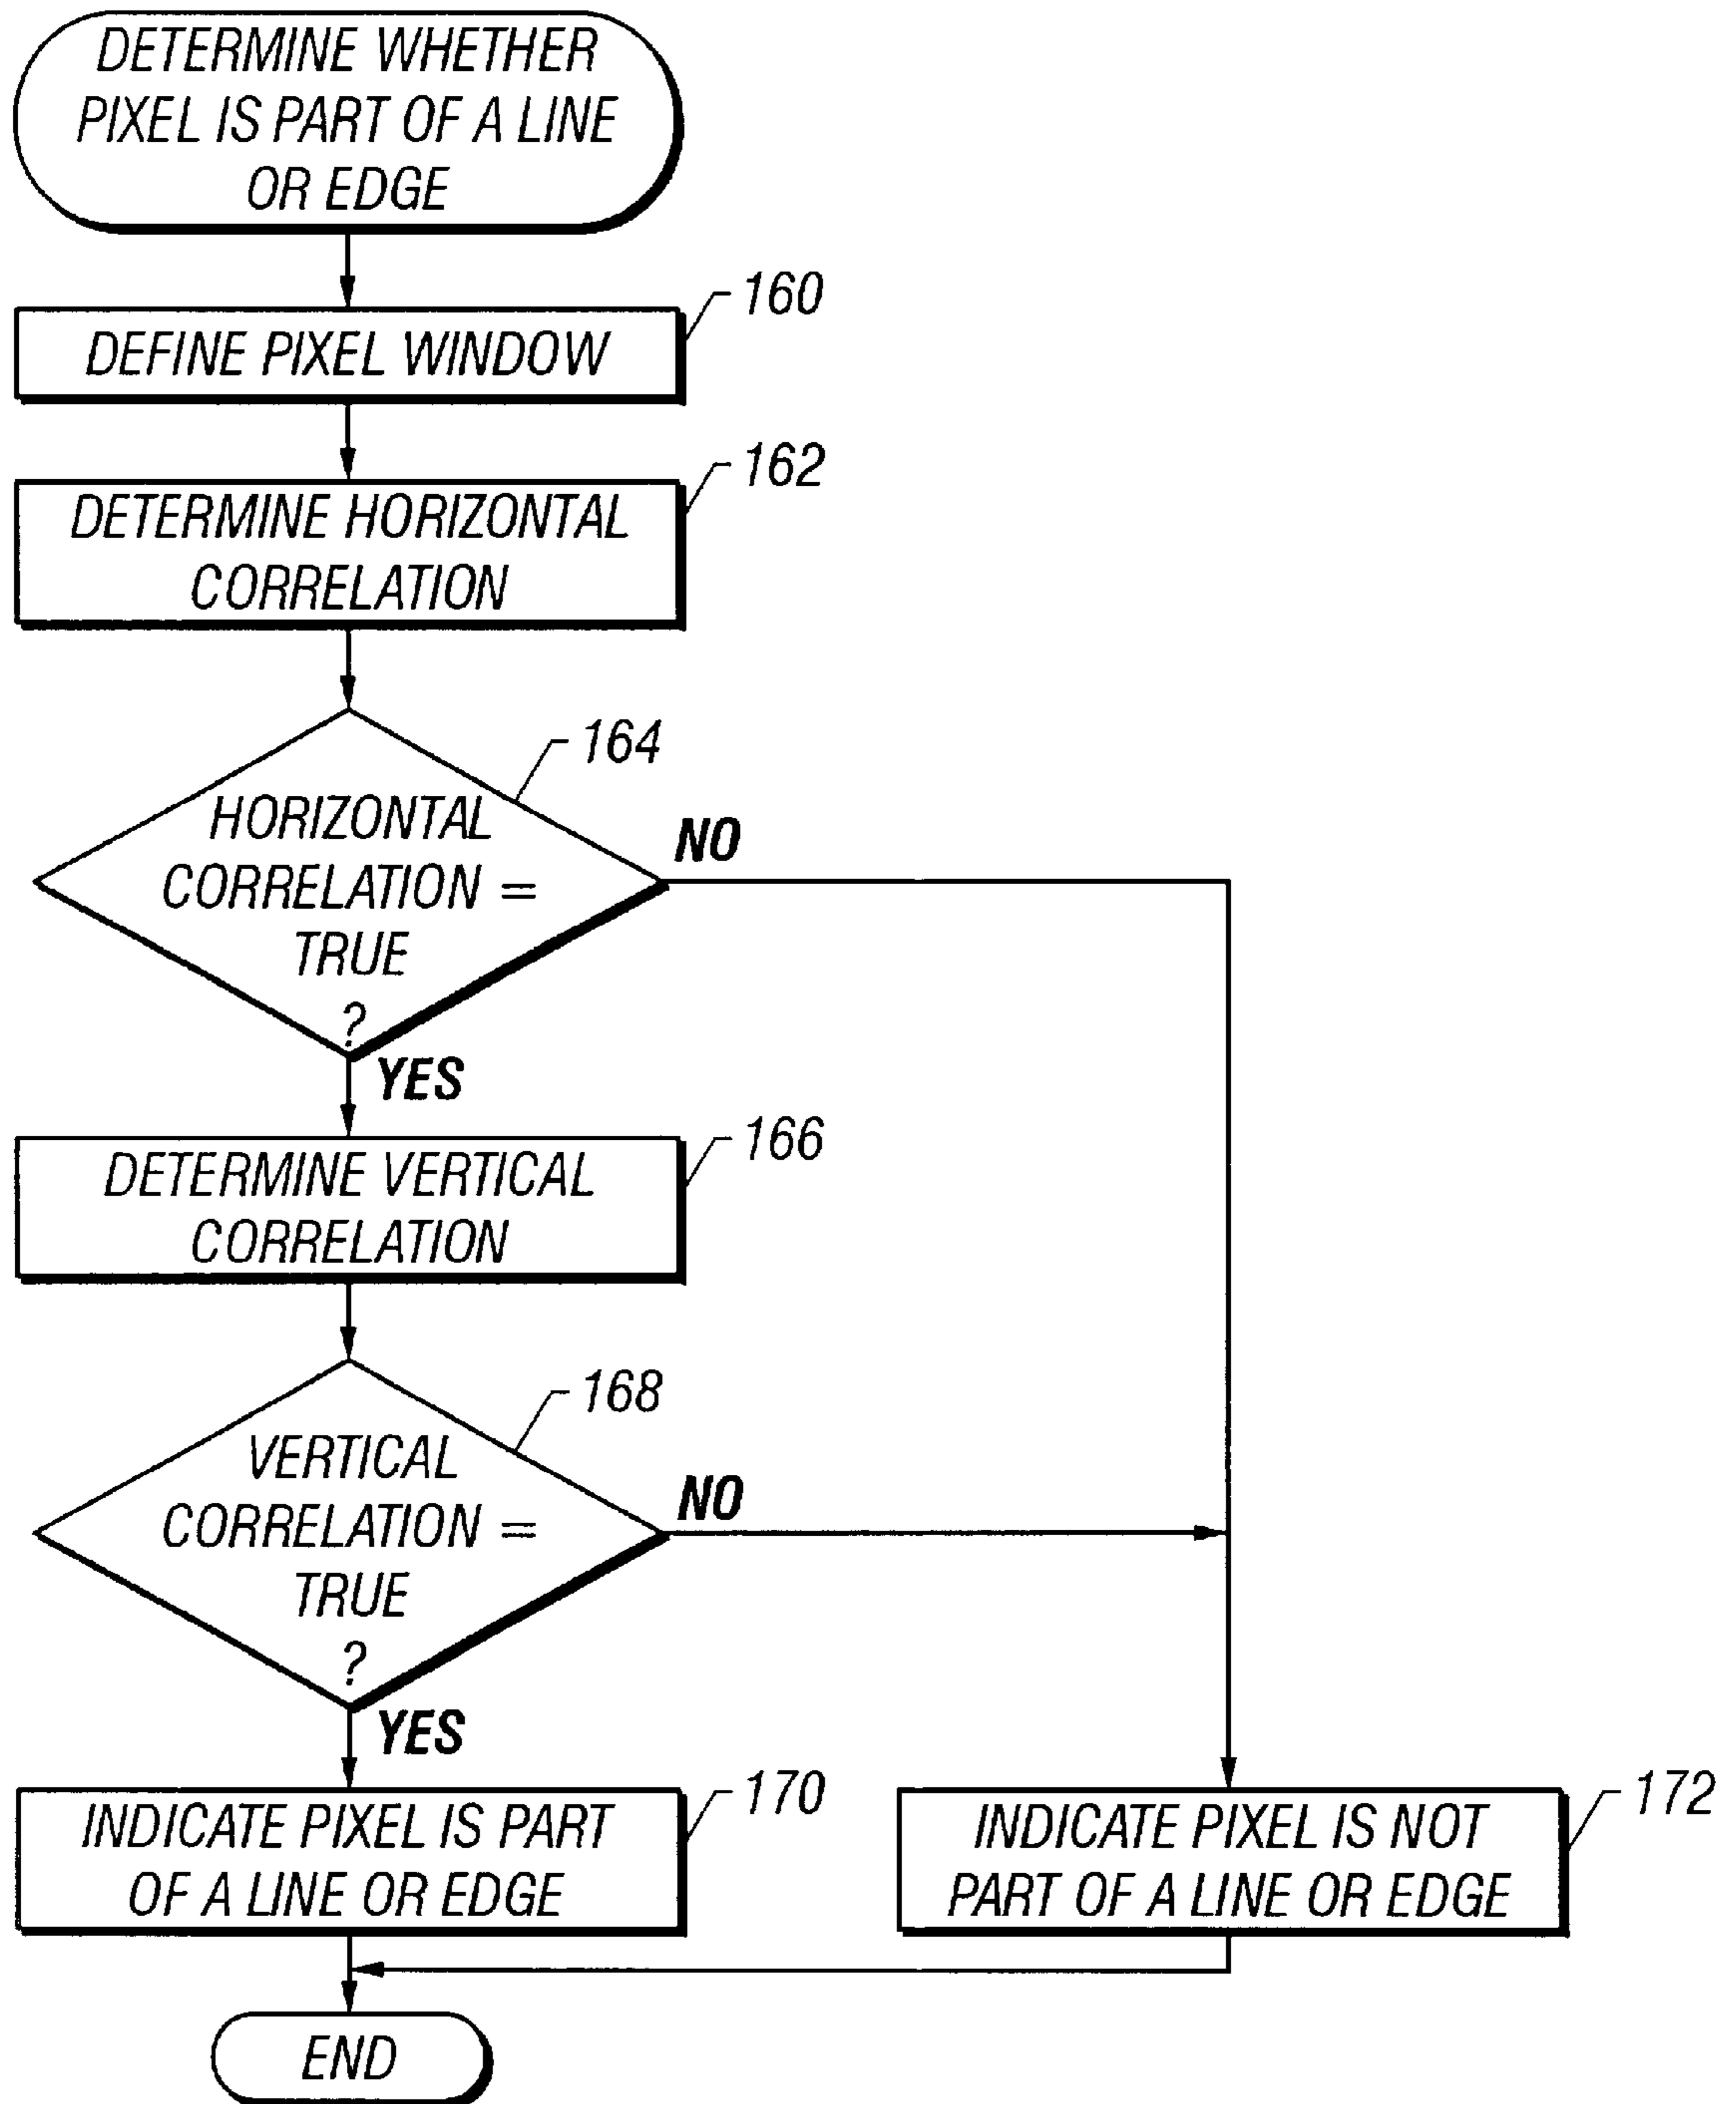 DETERMINE WHETHER
PIXEL IS PART OF A LINE
OR EDGE
160
DEFINE PIXEL WINDOW
162
DETERMINE HORIZONTAL
CORRELATION
164
HORIZONTAL
CORRELATION =
TRUE
?
NO
YES
166
DETERMINE VERTICAL
CORRELATION
168
VERTICAL
CORRELATION =
TRUE
?
NO
YES
170
INDICATE PIXEL IS PART
OF A LINE OR EDGE
172
INDICATE PIXEL IS NOT
PART OF A LINE OR EDGE
END